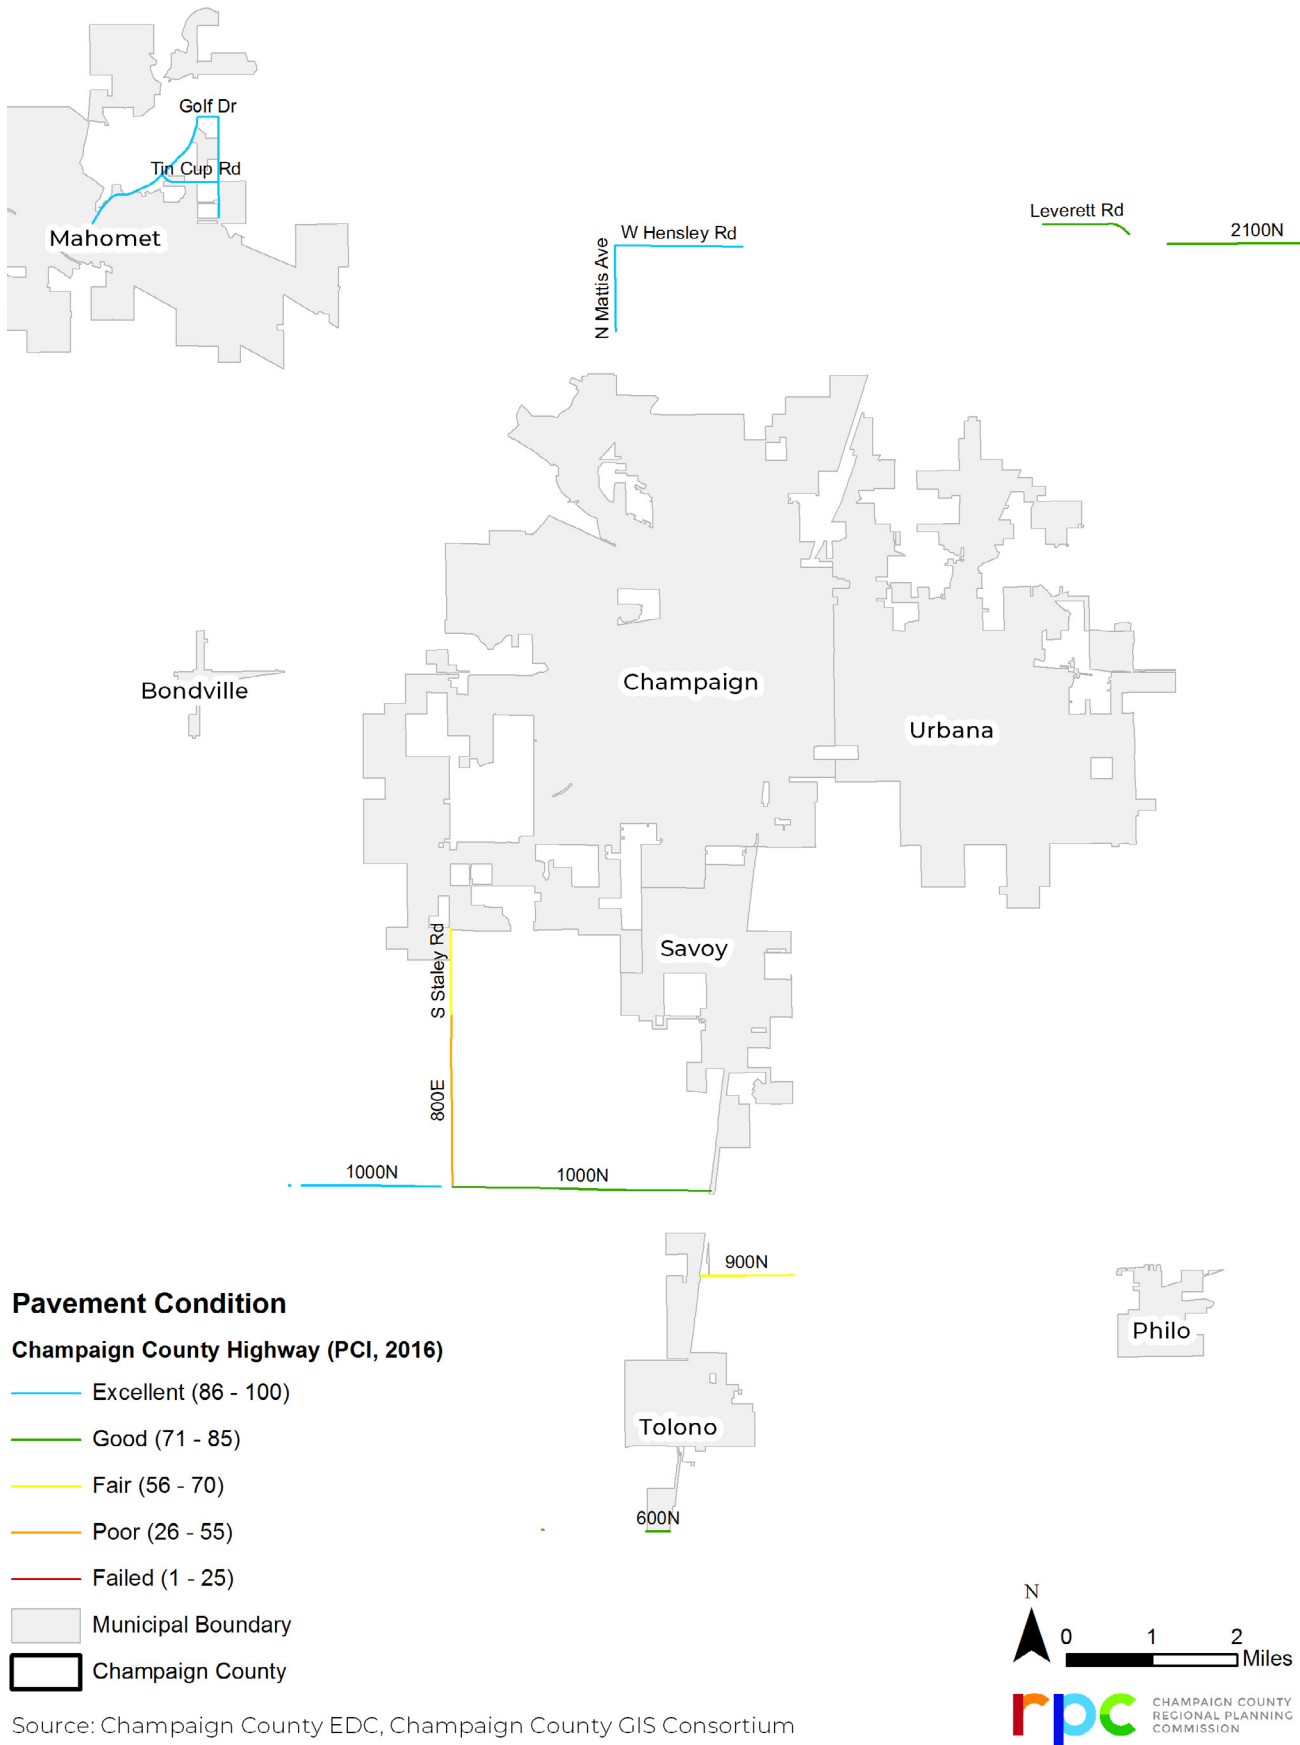 Golf Dr
Tin Cup Rd
Mahomet
Leverett Rd
2100N
W Hensley Rd
N Mattis Ave
Bondville
Champaign
Urbana
S Staley Rd
Savoy
800E
1000N
1000N
900N
Philo
Tolono
600N
Pavement Condition
Champaign County Highway (PCI, 2016)
Excellent (86 - 100)
Good (71 - 85)
Fair (56 - 70)
Poor (26 - 55)
Failed (1 - 25)
Municipal Boundary
Champaign County
Source: Champaign County EDC, Champaign County GIS Consortium
N
0 1 2
Miles
rpc
CHAMPAIGN COUNTY
REGIONAL PLANNING
COMMISSION